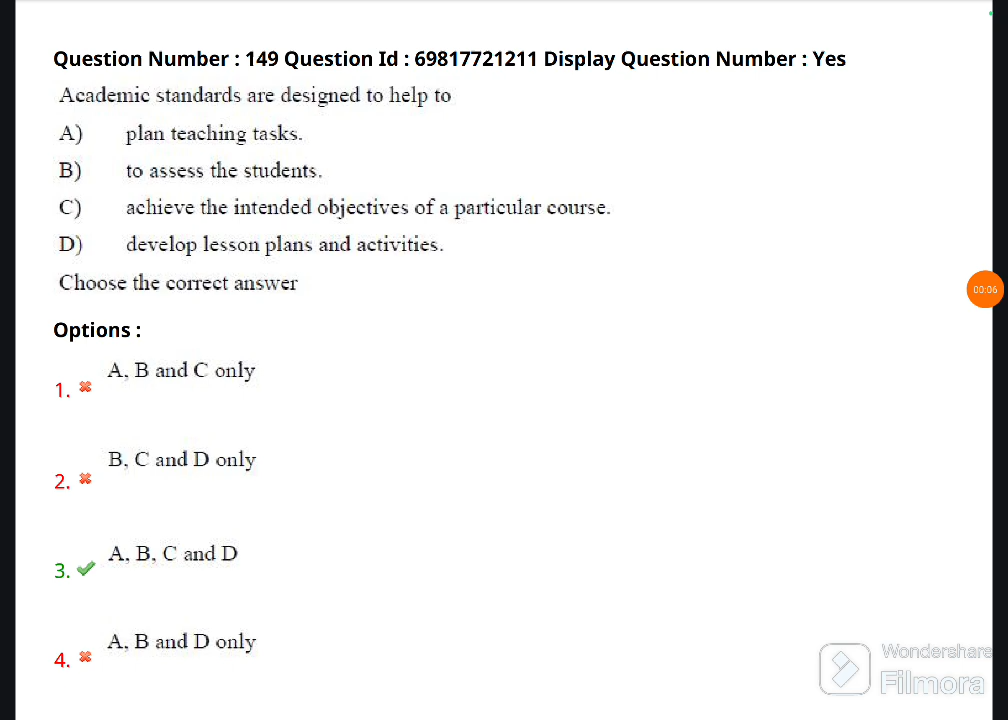 Question Number : 149 Question Id : 69817721211 Display Question Number : Yes
Academic standards are designed to help to
A) plan teaching tasks.
B) to assess the students.
C) achieve the intended objectives of a particular course.
D) develop lesson plans and activities.
Choose the correct answer
00:06
Options :
A, B and C only
1.
B, C and D only
2.
A, B, C and D
3.
A, B and D only
4.
Wondershare
Filmora